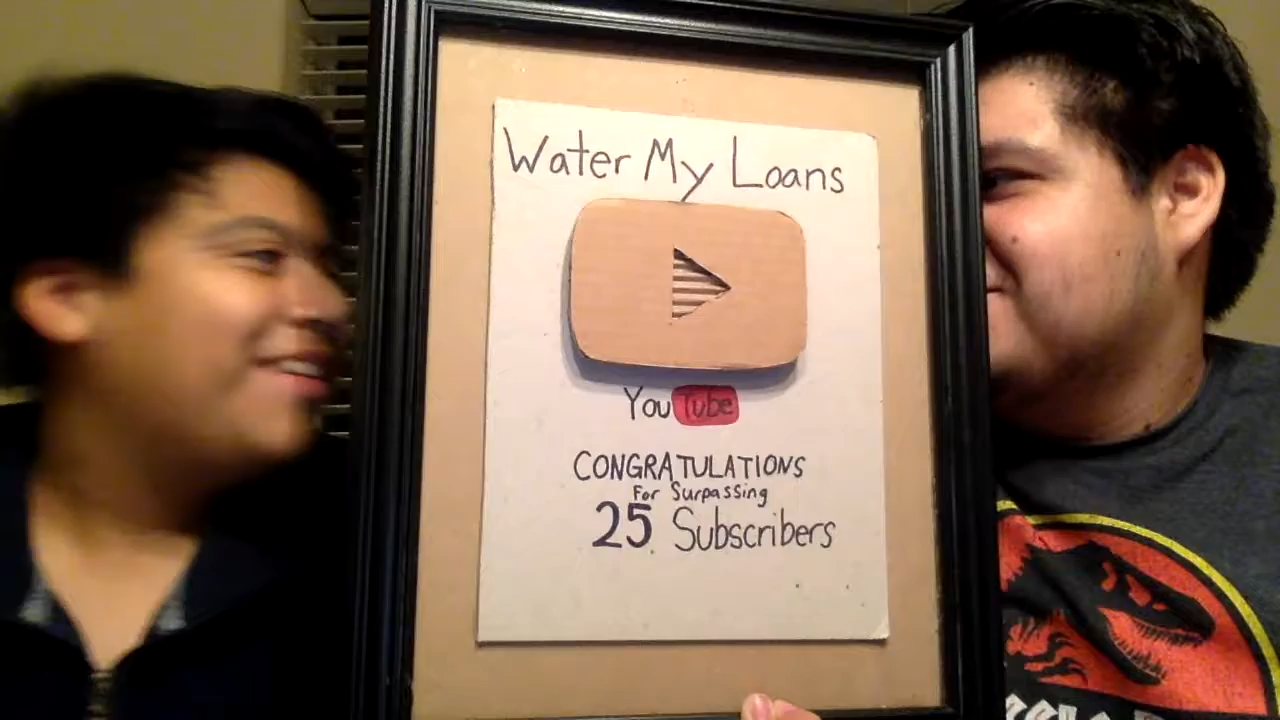 Water My Loans
YouTube
CONGRATULATIONS
For Surpassing
25 Subscribers